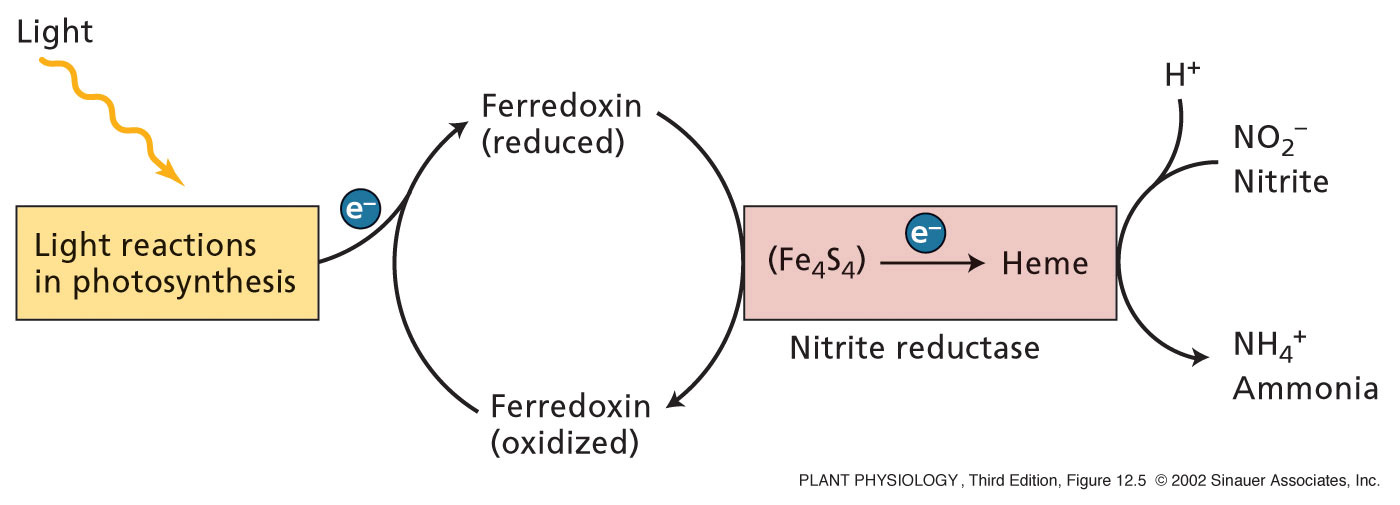 Light
Light reactions
in photosynthesis
e⁻
Ferredoxin
(reduced)
Ferredoxin
(oxidized)
(Fe₄S₄)
e⁻
Heme
Nitrite reductase
H⁺
NO₂⁻
Nitrite
NH₄⁺
Ammonia
PLANT PHYSIOLOGY, Third Edition, Figure 12.5 © 2002 Sinauer Associates, Inc.